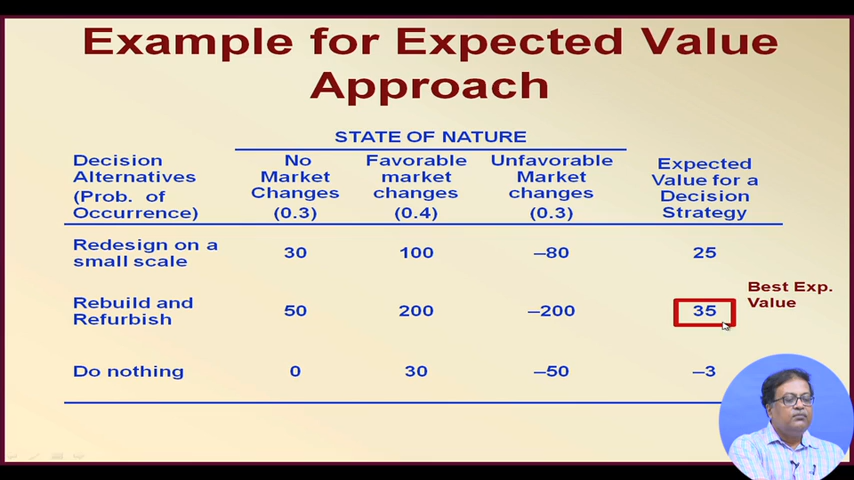 Example for Expected Value
Approach
STATE OF NATURE
Decision
Alternatives
(Prob. of
Occurrence)
No
Market
Changes
(0.3)
Favorable
market
changes
(0.4)
Unfavorable
Market
changes
(0.3)
Expected
Value for a
Decision
Strategy
Redesign on a
small scale
30 100 –80 25
Rebuild and
Refurbish
50 200 –200 35
Best Exp.
Value
Do nothing 0 30 –50 –3